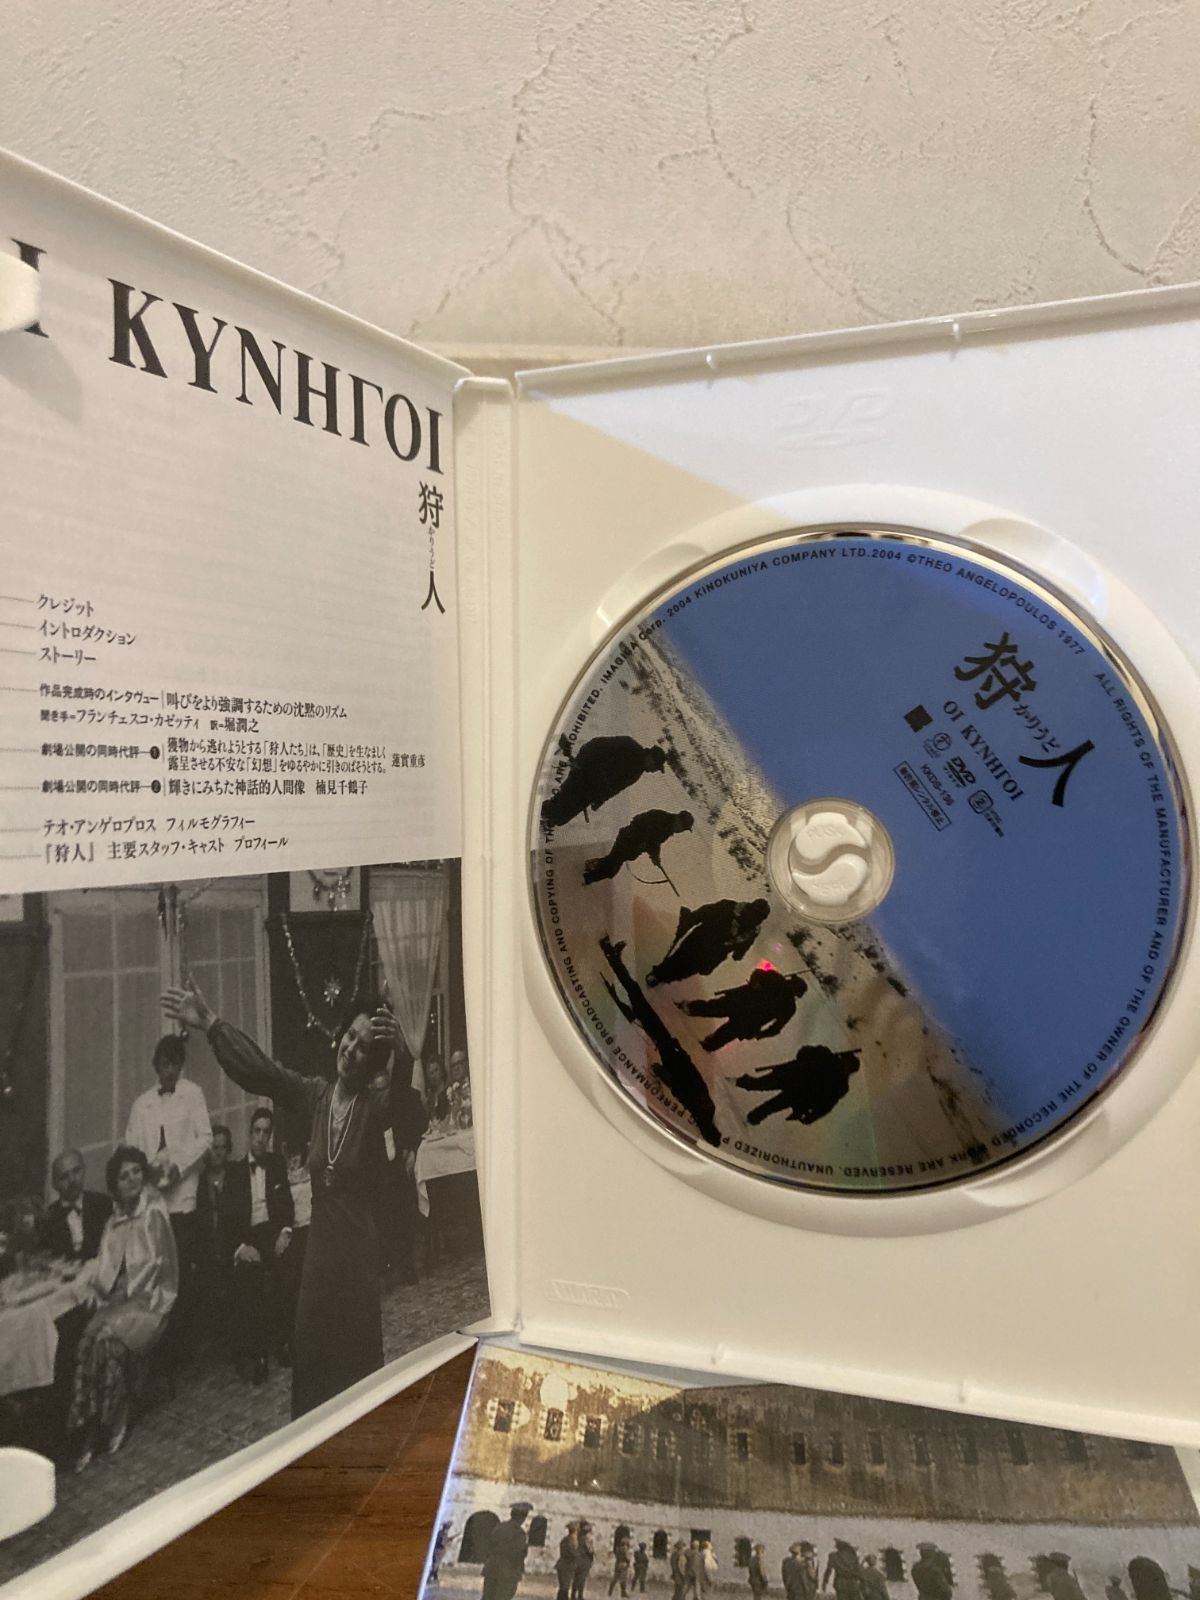 ΟΙ ΚΥΝΗΓΟΙ
狩人
かりうど
クレジット
イントロダクション
ストーリー
作品完成時のインタヴュー 叫びをより強調するための沈黙のリズム
聞き手=フランチェスコ・カゼッティ 訳=堀潤之
劇場公開の同時代評—❶ 獲物から逃れようとする「狩人たち」は、「歴史」を生なましく
露呈させる不安な「幻想」をゆるやかに引きのばそうとする。 蓮實重彦
劇場公開の同時代評—❷ 輝きにみちた神話的人間像 楠見千鶴子
テオ・アンゲロプロス フィルモグラフィー
『狩人』 主要スタッフ・キャスト プロフィール
IMAGICA Corp. 2004 KINOKUNIYA COMPANY LTD.2004 ©THEO ANGELOPOULOS 1977
ALL RIGHTS OF THE MANUFACTURER AND OF THE OWNER OF THE RECORDED WORK ARE RESERVED. UNAUTHORIZED
PERFORMANCE BROADCASTING AND COPYING OF ARE PROHIBITED.
狩人
かりうど
ΟΙ ΚΥΝΗΓΟΙ
DVD
2
KKDS-136
PUSH
DVD